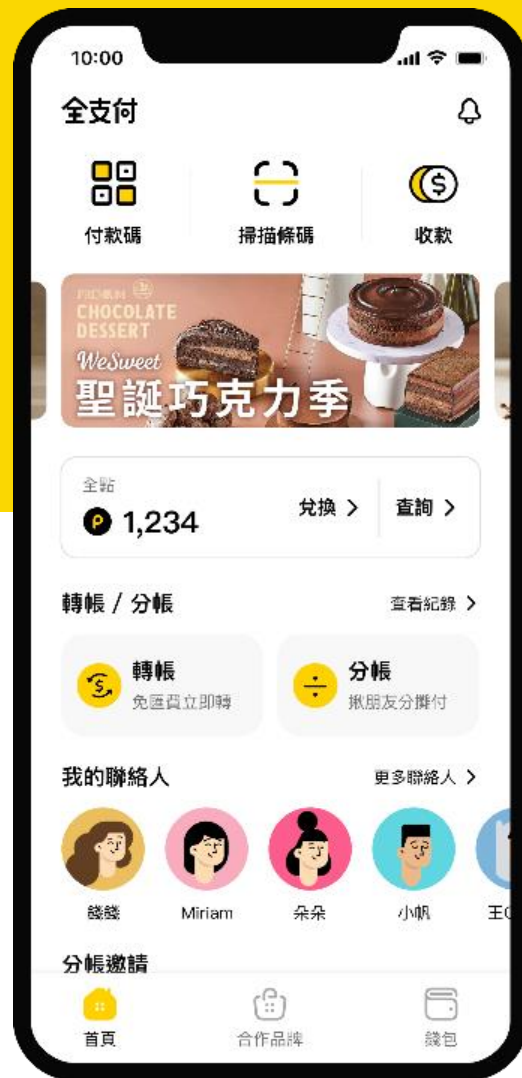 10:00
全支付
付款碼
掃描條碼
收款
PREMIUM
CHOCOLATE
DESSERT
WeSweet
聖誕巧克力季
全點
P 1,234
兌換 >
查詢 >
轉帳 / 分帳
查看紀錄 >
轉帳
免匯費立即轉
分帳
揪朋友分攤付
我的聯絡人
更多聯絡人 >
錢錢
Miriam
朵朵
小帆
分帳邀請
首頁
合作品牌
錢包